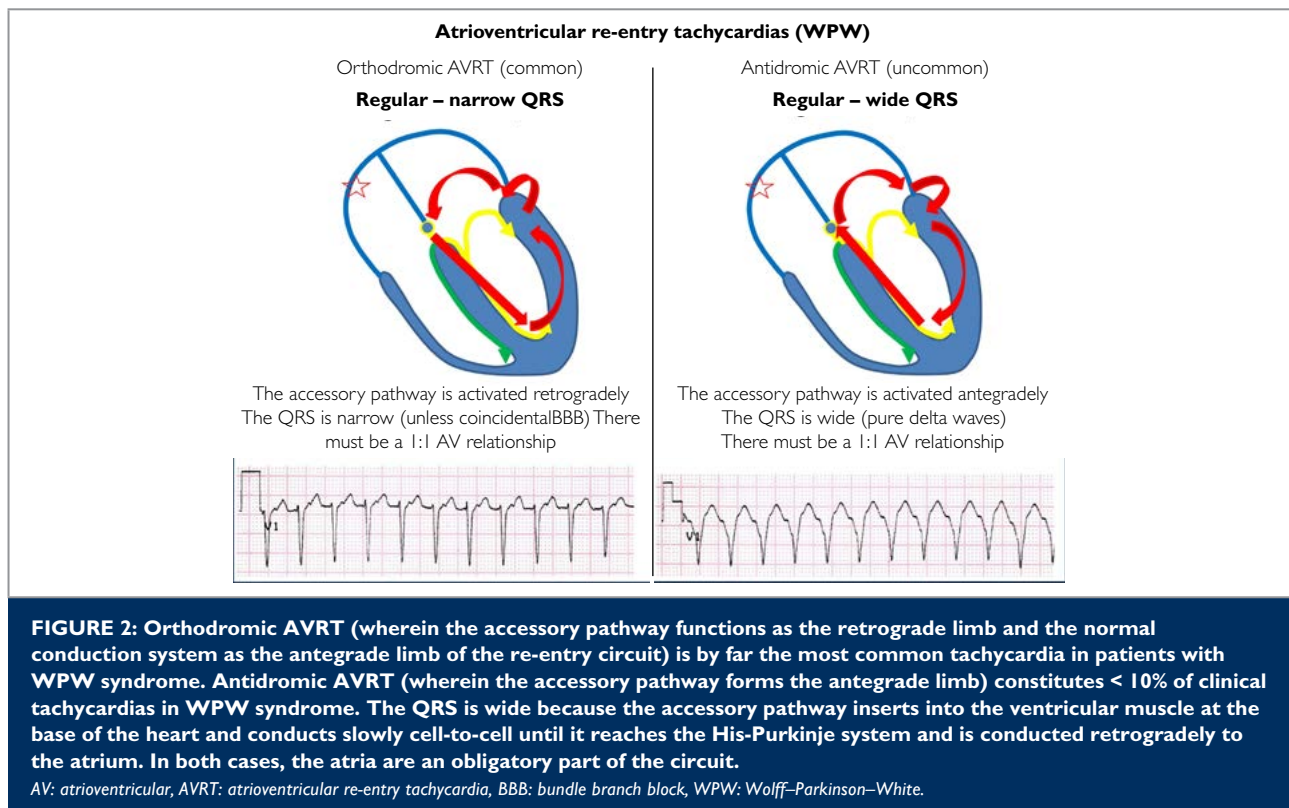 Atrioventricular re-entry tachycardias (WPW)
Orthodromic AVRT (common)
Regular – narrow QRS
The accessory pathway is activated retrogradely
The QRS is narrow (unless coincidentalBBB) There
must be a 1:1 AV relationship
V1
Antidromic AVRT (uncommon)
Regular – wide QRS
The accessory pathway is activated antegradely
The QRS is wide (pure delta waves)
There must be a 1:1 AV relationship
V1
FIGURE 2: Orthodromic AVRT (wherein the accessory pathway functions as the retrograde limb and the normal
conduction system as the antegrade limb of the re-entry circuit) is by far the most common tachycardia in patients with
WPW syndrome. Antidromic AVRT (wherein the accessory pathway forms the antegrade limb) constitutes < 10% of clinical
tachycardias in WPW syndrome. The QRS is wide because the accessory pathway inserts into the ventricular muscle at the
base of the heart and conducts slowly cell-to-cell until it reaches the His-Purkinje system and is conducted retrogradely to
the atrium. In both cases, the atria are an obligatory part of the circuit.
AV: atrioventricular, AVRT: atrioventricular re-entry tachycardia, BBB: bundle branch block, WPW: Wolff–Parkinson–White.